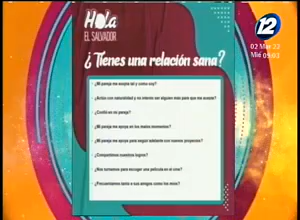 Hola
EL SALVADOR
¿Tienes una relación sana?
¿Mi pareja me acepta tal y como soy?
¿Actúo con naturalidad y no intento ser alguien más para que me acepte?
¿Confío en mi pareja?
¿Mi pareja me apoya en los malos momentos?
¿Mi pareja me apoya para seguir adelante con nuevos proyectos?
¿Compartimos nuestros logros?
¿Nos turnamos para escoger una película en el cine?
¿Frecuentamos tanto a sus amigos como los míos?
12
02 Mar 22
Mié